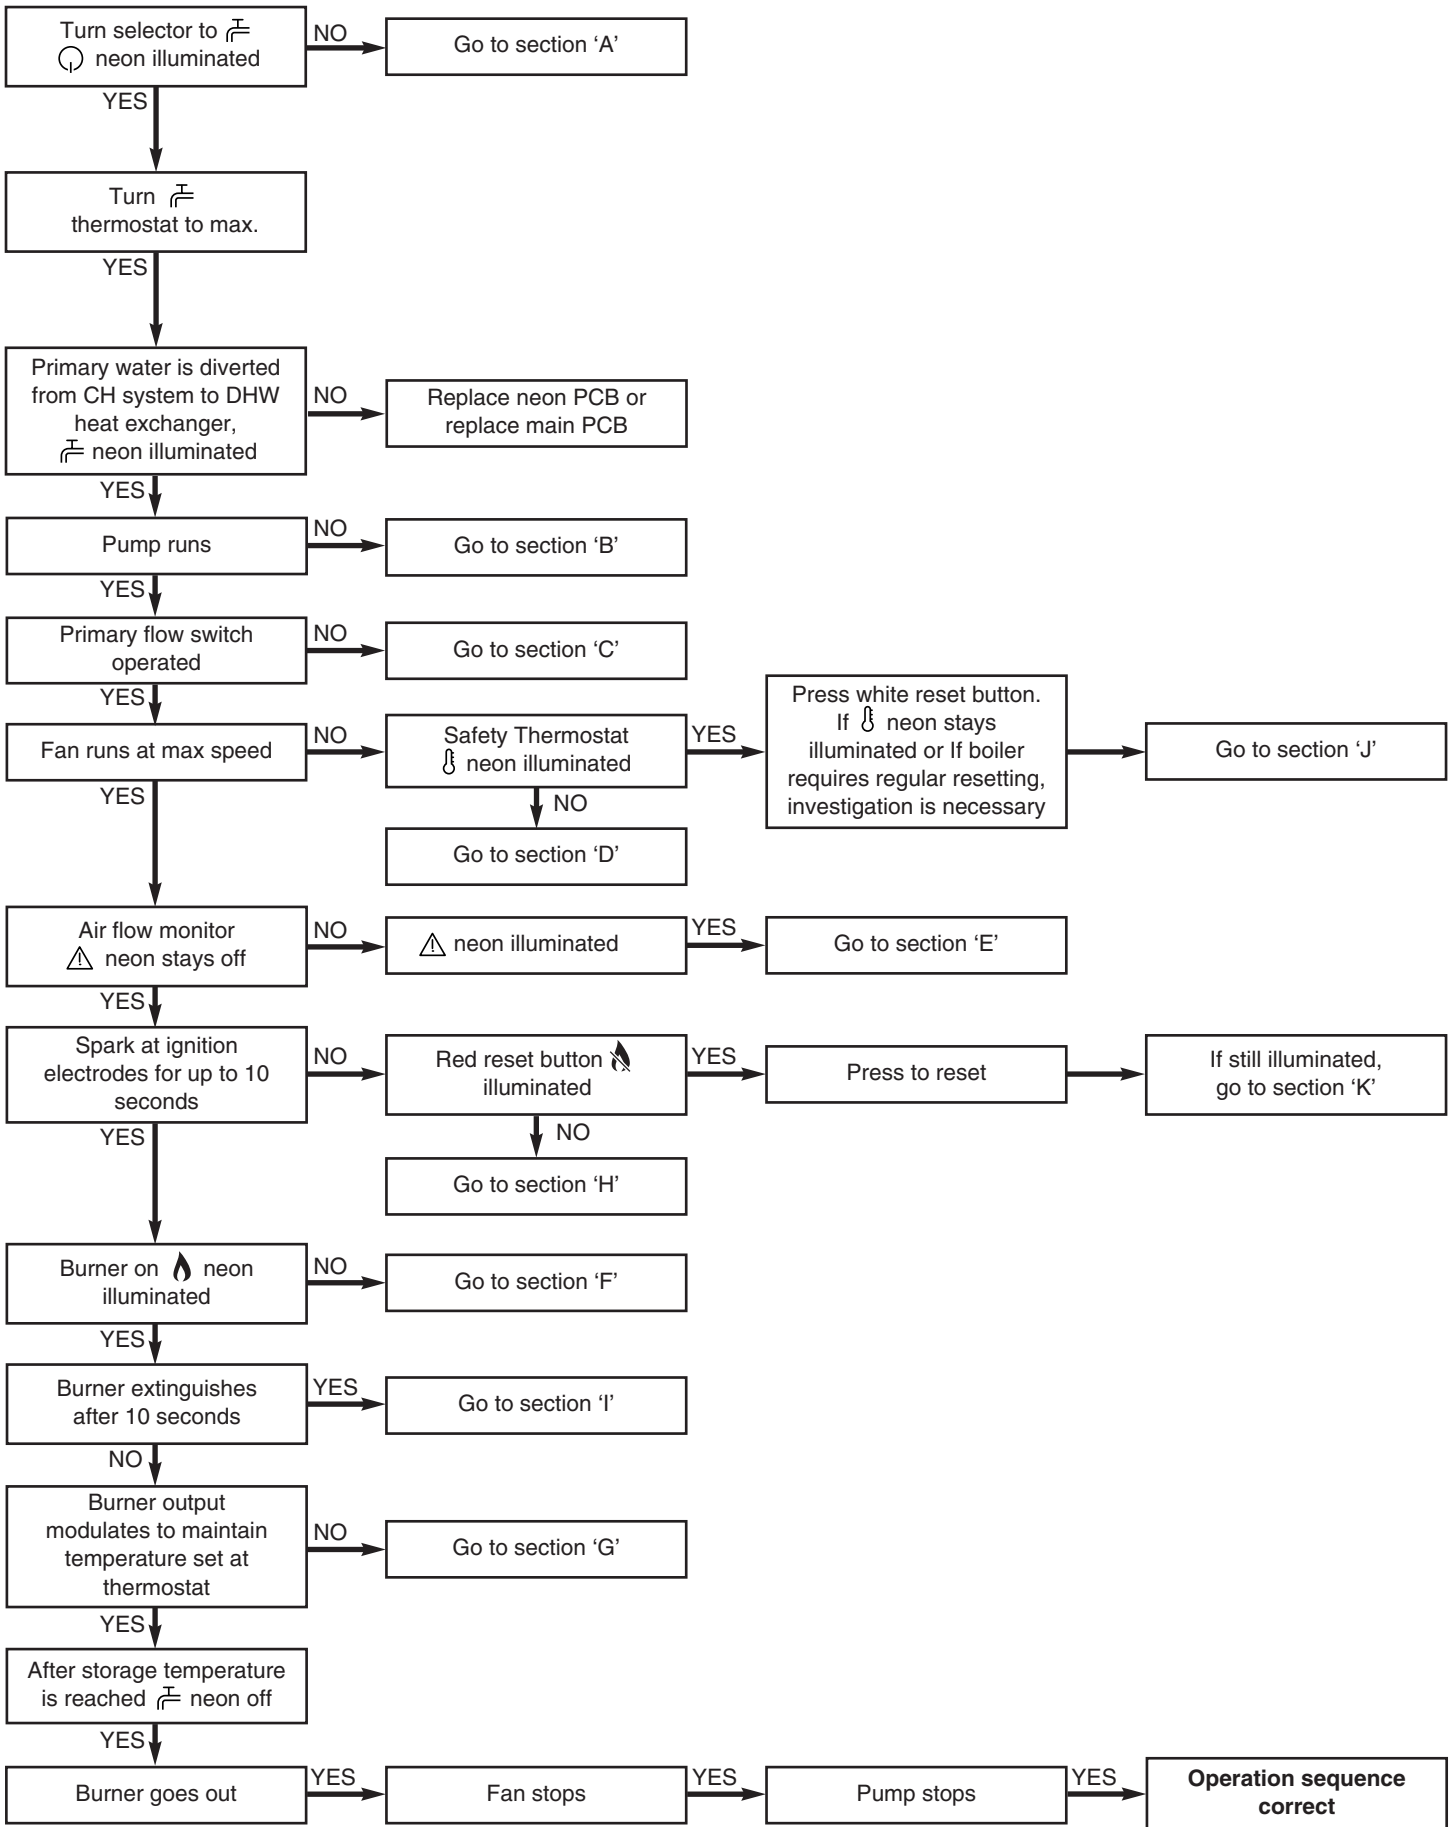 Turn selector to
neon illuminated
NO
Go to section ‘A’
YES
Turn
thermostat to max.
YES
Primary water is diverted
from CH system to DHW
heat exchanger,
neon illuminated
NO
Replace neon PCB or
replace main PCB
YES
Pump runs
NO
Go to section ‘B’
YES
Primary flow switch
operated
NO
Go to section ‘C’
YES
Fan runs at max speed
NO
Safety Thermostat
neon illuminated
YES
Press white reset button.
If neon stays
illuminated or If boiler
requires regular resetting,
investigation is necessary
Go to section ‘J’
NO
Go to section ‘D’
YES
Air flow monitor
neon stays off
NO
neon illuminated
YES
Go to section ‘E’
YES
Spark at ignition
electrodes for up to 10
seconds
NO
Red reset button
illuminated
YES
Press to reset
If still illuminated,
go to section ‘K’
NO
Go to section ‘H’
YES
Burner on neon
illuminated
NO
Go to section ‘F’
YES
Burner extinguishes
after 10 seconds
YES
Go to section ‘I’
NO
Burner output
modulates to maintain
temperature set at
thermostat
NO
Go to section ‘G’
YES
After storage temperature
is reached neon off
YES
Burner goes out
YES
Fan stops
YES
Pump stops
YES
Operation sequence
correct